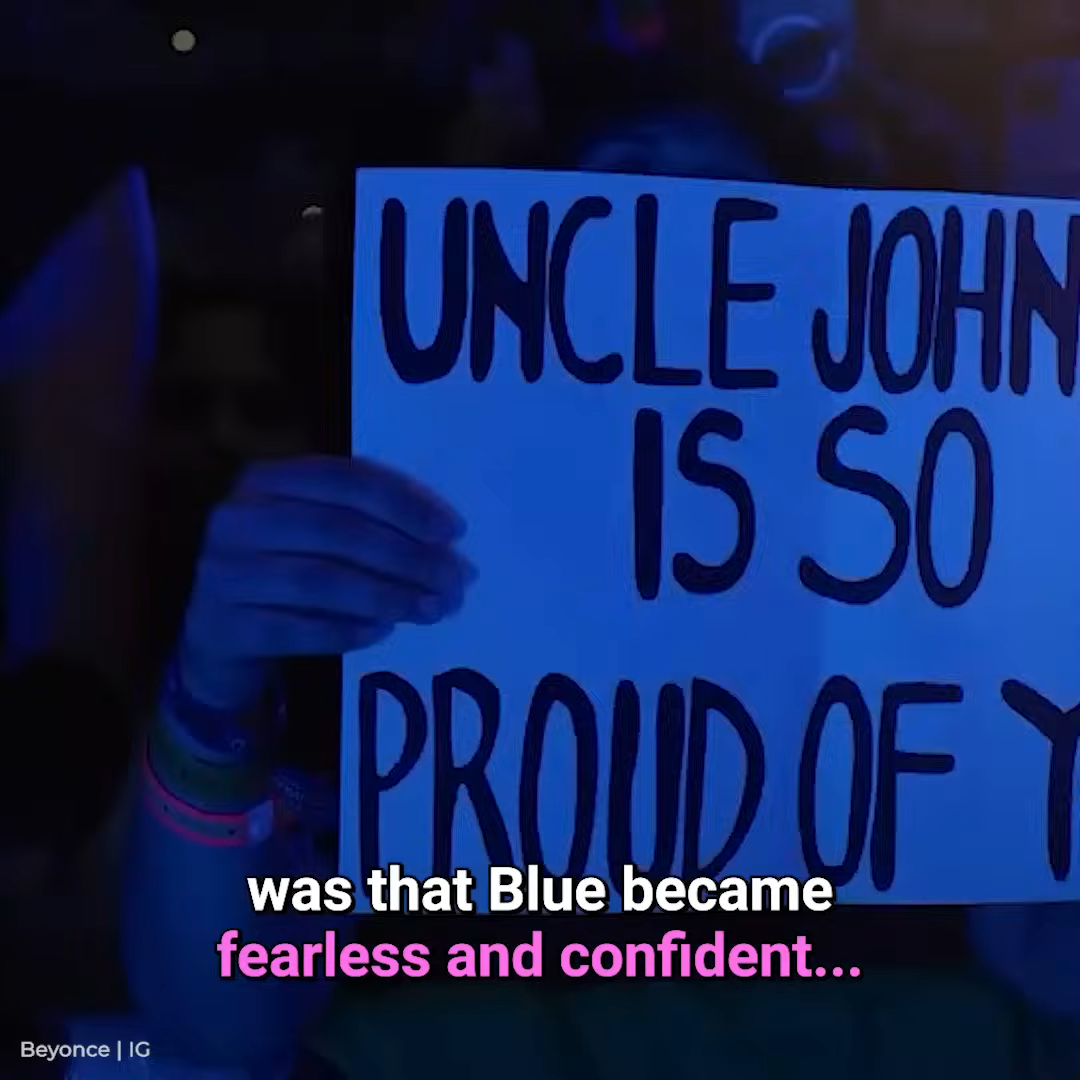 UNCLE JOHN
IS SO
PROUD OF Y
was that Blue became
fearless and confident...
Beyonce | IG